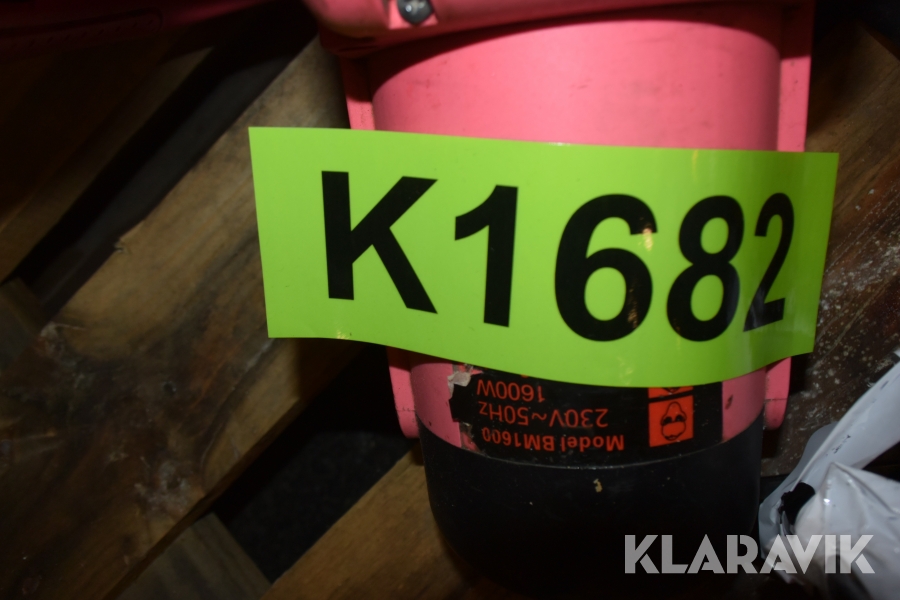 K1682
Model BM1600
230V~50HZ
1600W
KLARAVIK